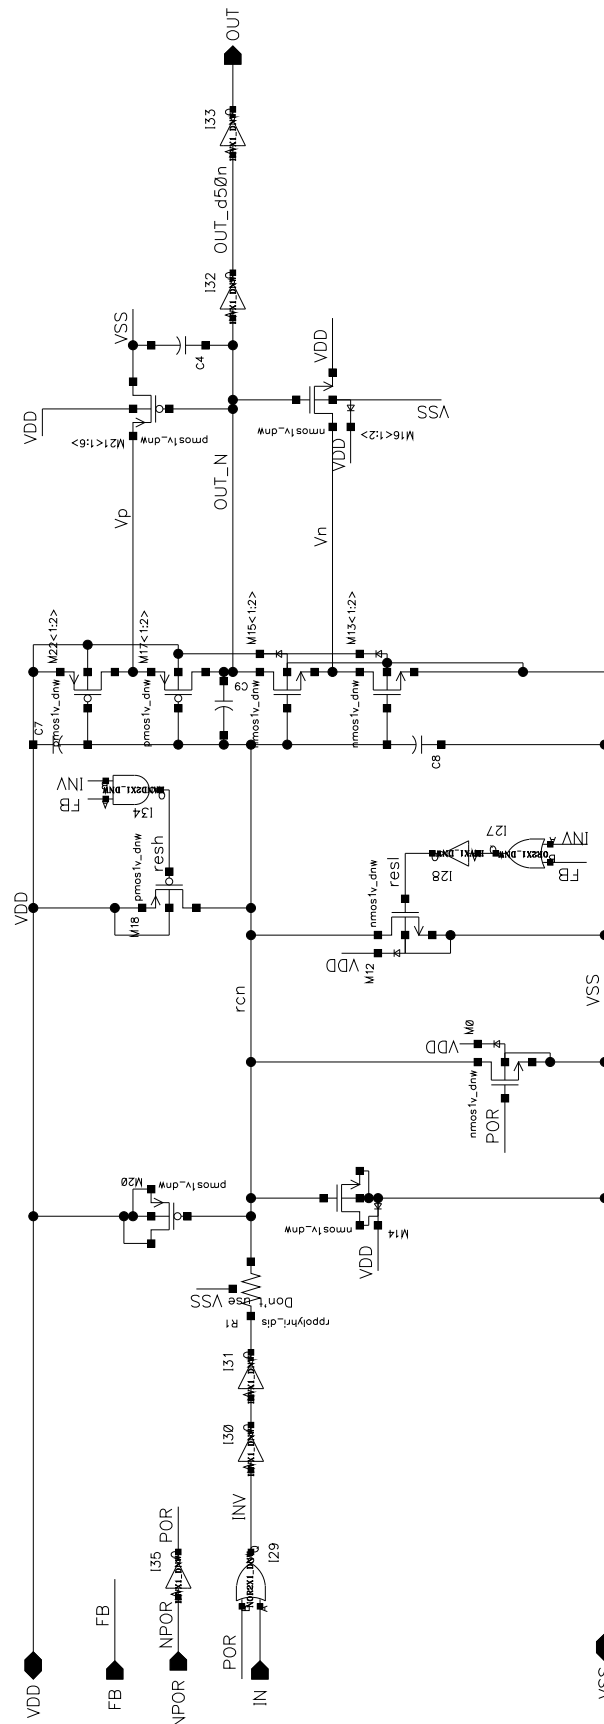 OUT
I33
OUT_d50n
I32
VSS
C4
VDD
VDD
M21<1:6>
pmos1v_dnw
nmos1v_dnw
VSS
VDD
M16<1:2>
OUT_N
Vp
Vn
M22<1:2>
M17<1:2>
M15<1:2>
M13<1:2>
pmos1v_dnw
pmos1v_dnw
C9
nmos1v_dnw
nmos1v_dnw
C7
C8
INV
FB
I34
resh
pmos1v_dnw
M18
I27
OR2X1_DNW
INV
FB
I28
resl
nmos1v_dnw
VDD
M12
VDD
rcn
VSS
M0
VDD
nmos1v_dnw
POR
M20
pmos1v_dnw
nmos1v_dnw
M14
VDD
VSS
Don't use
R1
rppolyhri_dis
I31
I30
INV
I29
NOR2X1_DNW
POR
I35
NPOR
POR
FB
VDD
FB
NPOR
IN
VSS